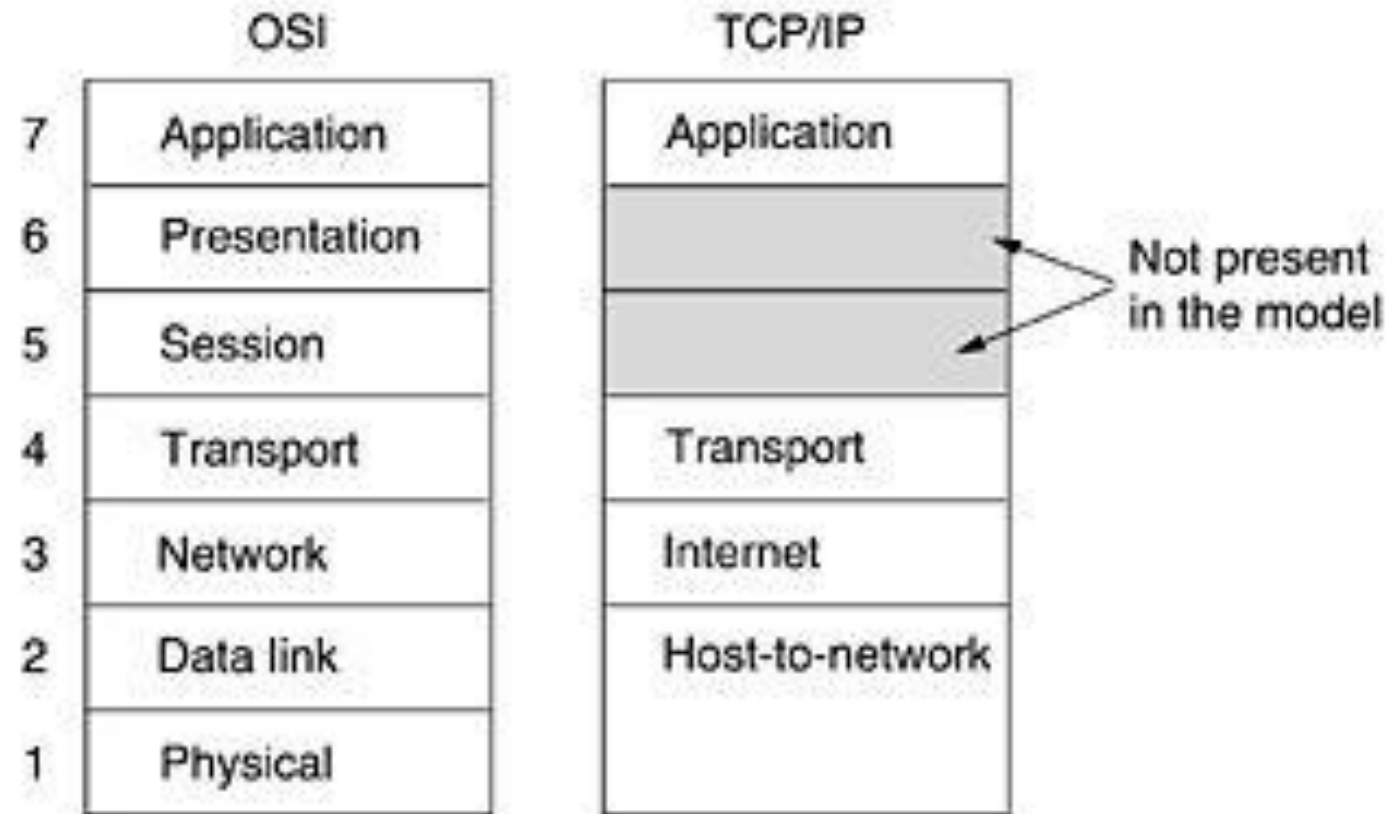 OSI
TCP/IP
7
Application
Application
6
Presentation
Not present
in the model
5
Session
4
Transport
Transport
3
Network
Internet
2
Data link
Host-to-network
1
Physical